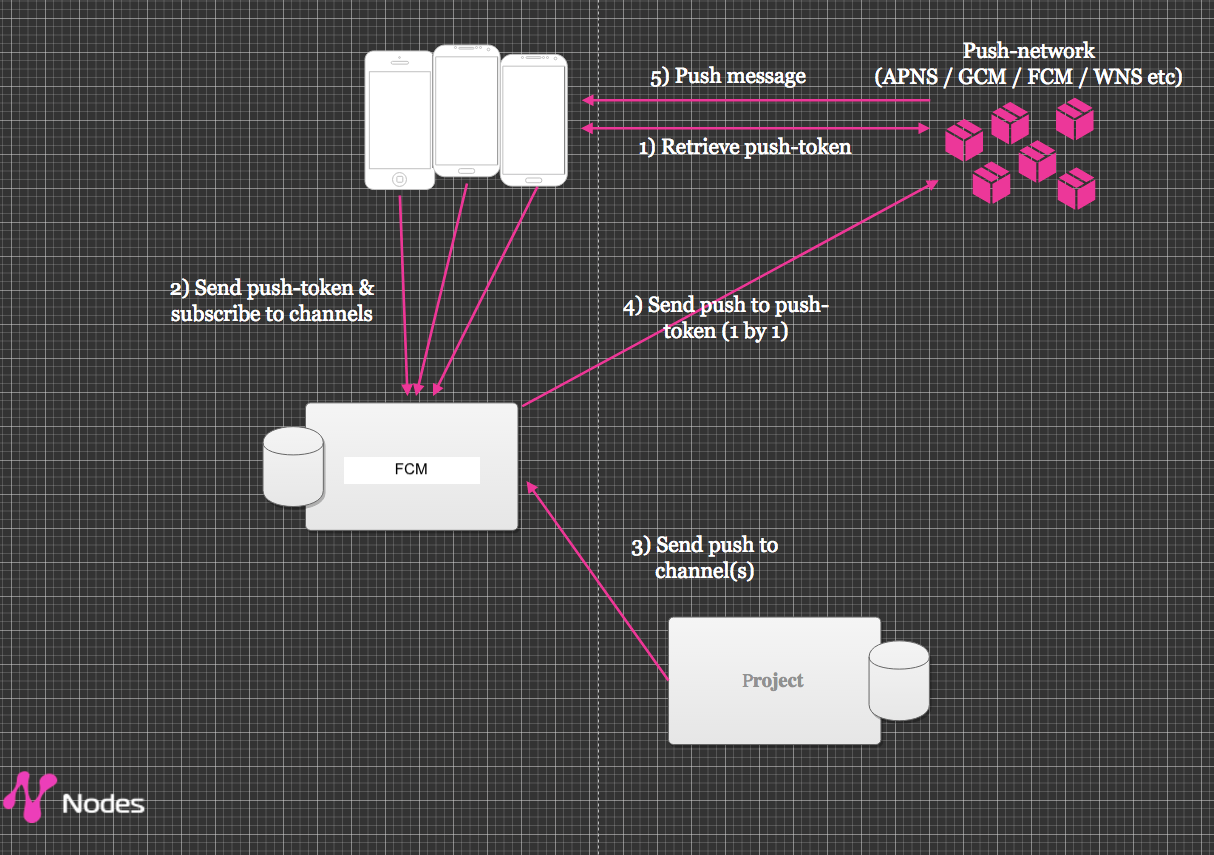 Push-network
(APNS / GCM / FCM / WNS etc)
5) Push message
1) Retrieve push-token
2) Send push-token &
subscribe to channels
4) Send push to push-
token (1 by 1)
FCM
3) Send push to
channel(s)
Project
Nodes